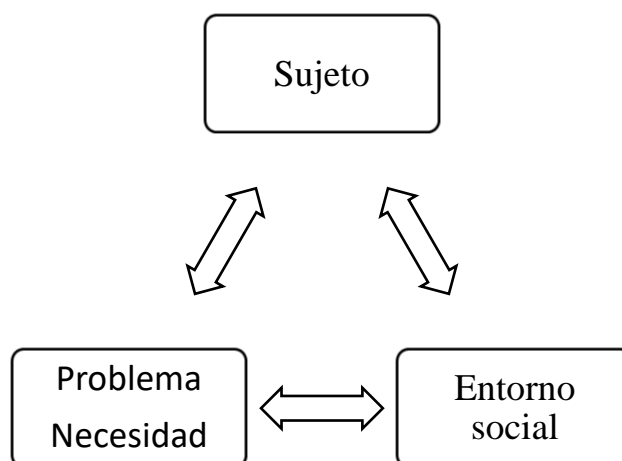 Sujeto
Problema
Necesidad
Entorno
social